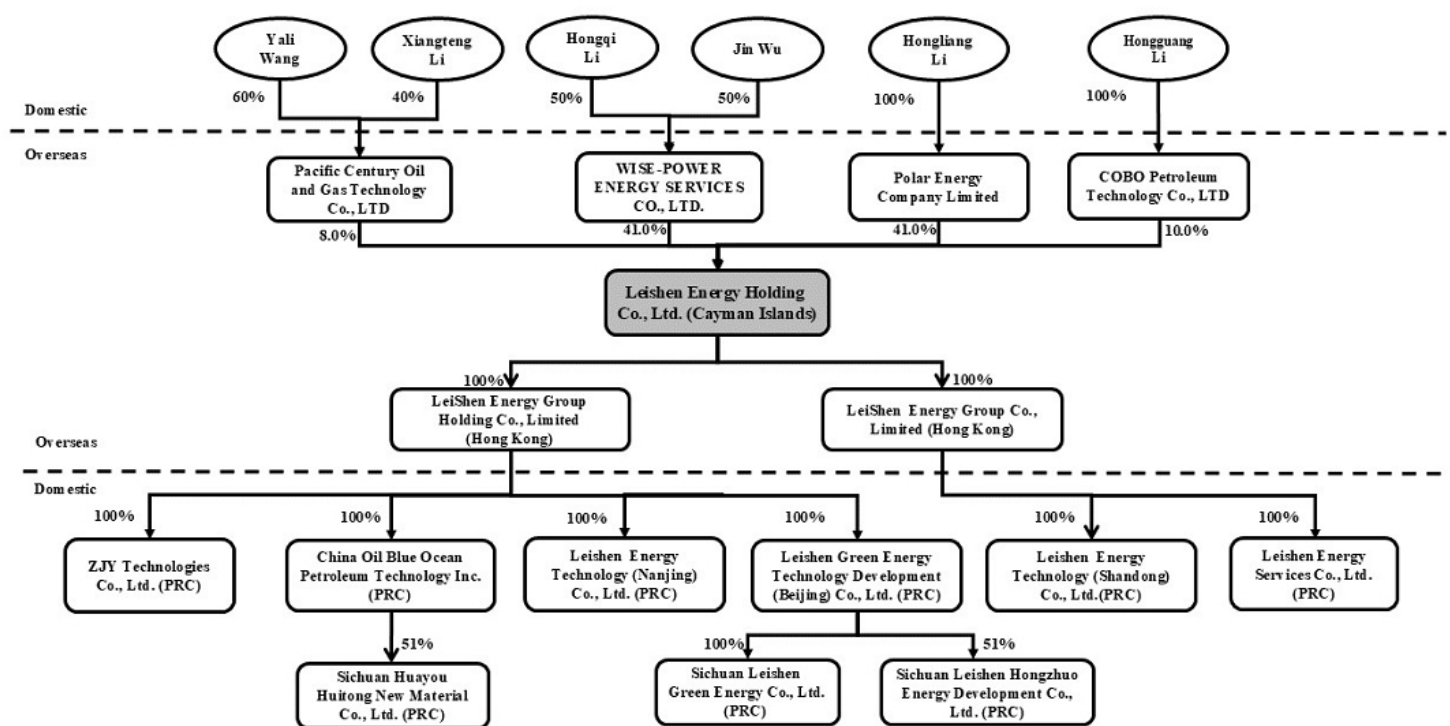 Yali
Wang
Xiangteng
Li
Hongqi
Li
Jin Wu
Hongliang
Li
Hongguang
Li
60%
40%
50%
50%
100%
100%
Domestic
Overseas
Pacific Century Oil
and Gas Technology
Co., LTD
WISE-POWER
ENERGY SERVICES
CO., LTD.
Polar Energy
Company Limited
COBO Petroleum
Technology Co., LTD
8.0%
41.0%
41.0%
10.0%
Leishen Energy Holding
Co., Ltd. (Cayman Islands)
100%
100%
LeiShen Energy Group
Holding Co., Limited
(Hong Kong)
LeiShen Energy Group Co.,
Limited (Hong Kong)
Overseas
Domestic
100%
100%
100%
100%
100%
100%
ZJY Technologies
Co., Ltd. (PRC)
China Oil Blue Ocean
Petroleum Technology Inc.
(PRC)
Leishen Energy
Technology (Nanjing)
Co., Ltd. (PRC)
Leishen Green Energy
Technology Development
(Beijing) Co., Ltd. (PRC)
Leishen Energy
Technology (Shandong)
Co., Ltd.(PRC)
Leishen Energy
Services Co., Ltd.
(PRC)
51%
100%
51%
Sichuan Huayou
Huitong New Material
Co., Ltd. (PRC)
Sichuan Leishen
Green Energy Co., Ltd.
(PRC)
Sichuan Leishen Hongzhuo
Energy Development Co.,
Ltd. (PRC)